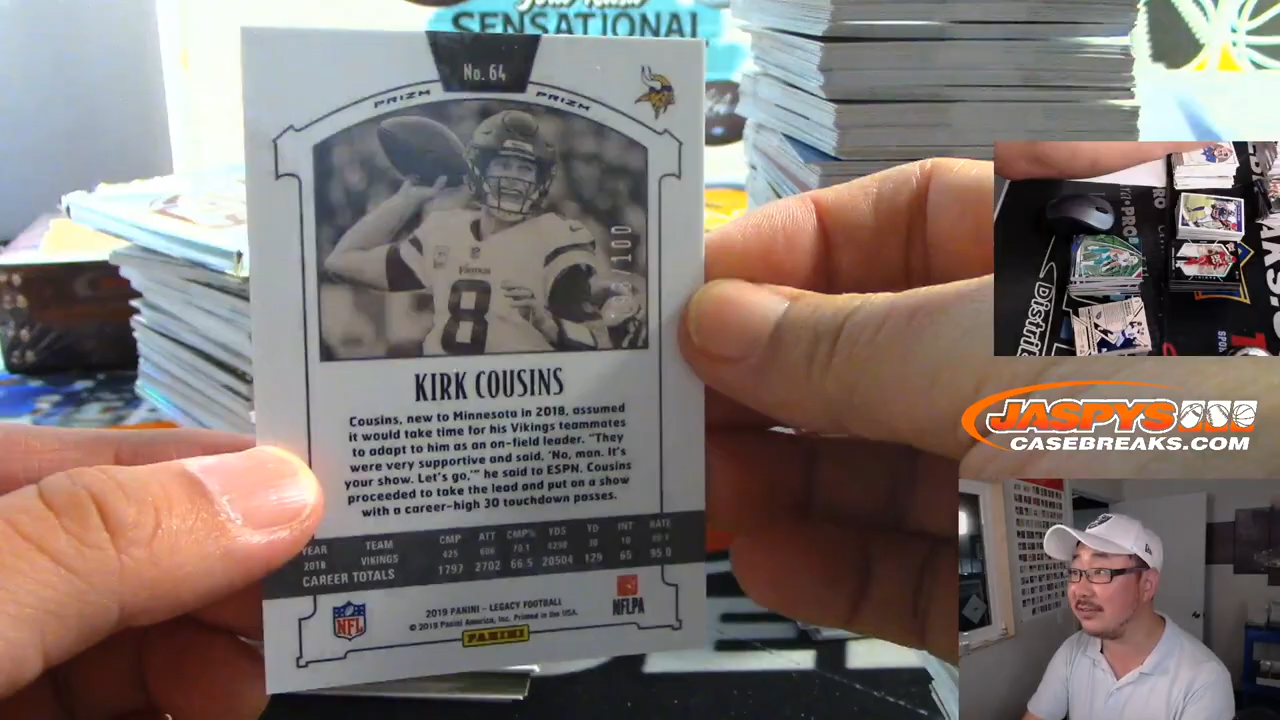 SENSATIONAL
No. 64
PRIZM PRIZM
VIKINGS
8
/100
KIRK COUSINS
Cousins, new to Minnesota in 2018, assumed
it would take time for his Vikings teammates
to adapt to him as an on-field leader. "They
were very supportive and said, 'No, man. It's
your show. Let's go,'" he said to ESPN. Cousins
proceeded to take the lead and put on a show
with a career-high 30 touchdown passes.
YEAR TEAM CMP ATT CMP% YDS TD INT RATE
2018 VIKINGS 425 606 70.1 4298 30 10
CAREER TOTALS 1797 2702 66.5 20504 129 65 95.0
NFL
2019 PANINI - LEGACY FOOTBALL
© 2019 Panini America, Inc. Printed in the USA.
PANINI
NFLPA
JASPYS
CASEBREAKS.COM
Distri